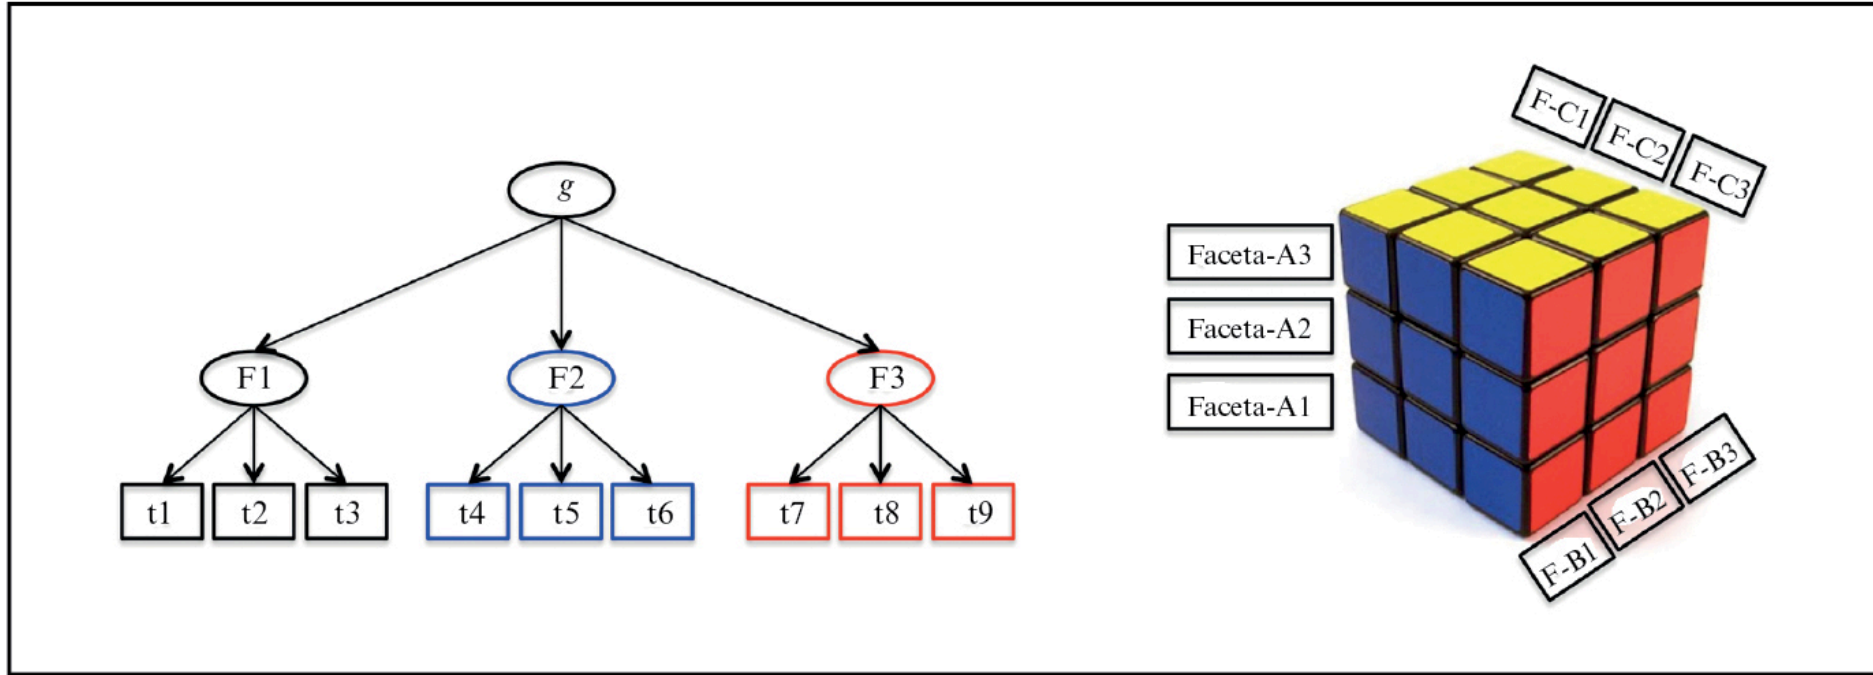 g
F1
F2
F3
t1
t2
t3
t4
t5
t6
t7
t8
t9
Faceta-A3
Faceta-A2
Faceta-A1
F-C1
F-C2
F-C3
F-B1
F-B2
F-B3